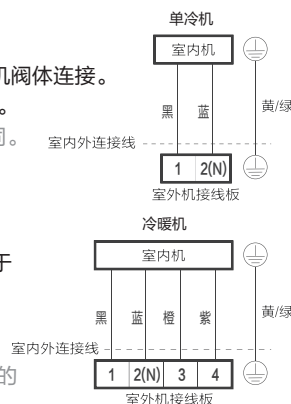 单冷机
室内机
机阀体连接。
。
黑 蓝 黄/绿
室内外连接线
1 2(N)
室外机接线板
冷暖机
于
室内机
黑 蓝 橙 紫 黄/绿
室内外连接线
的
1 2(N) 3 4
室外机接线板